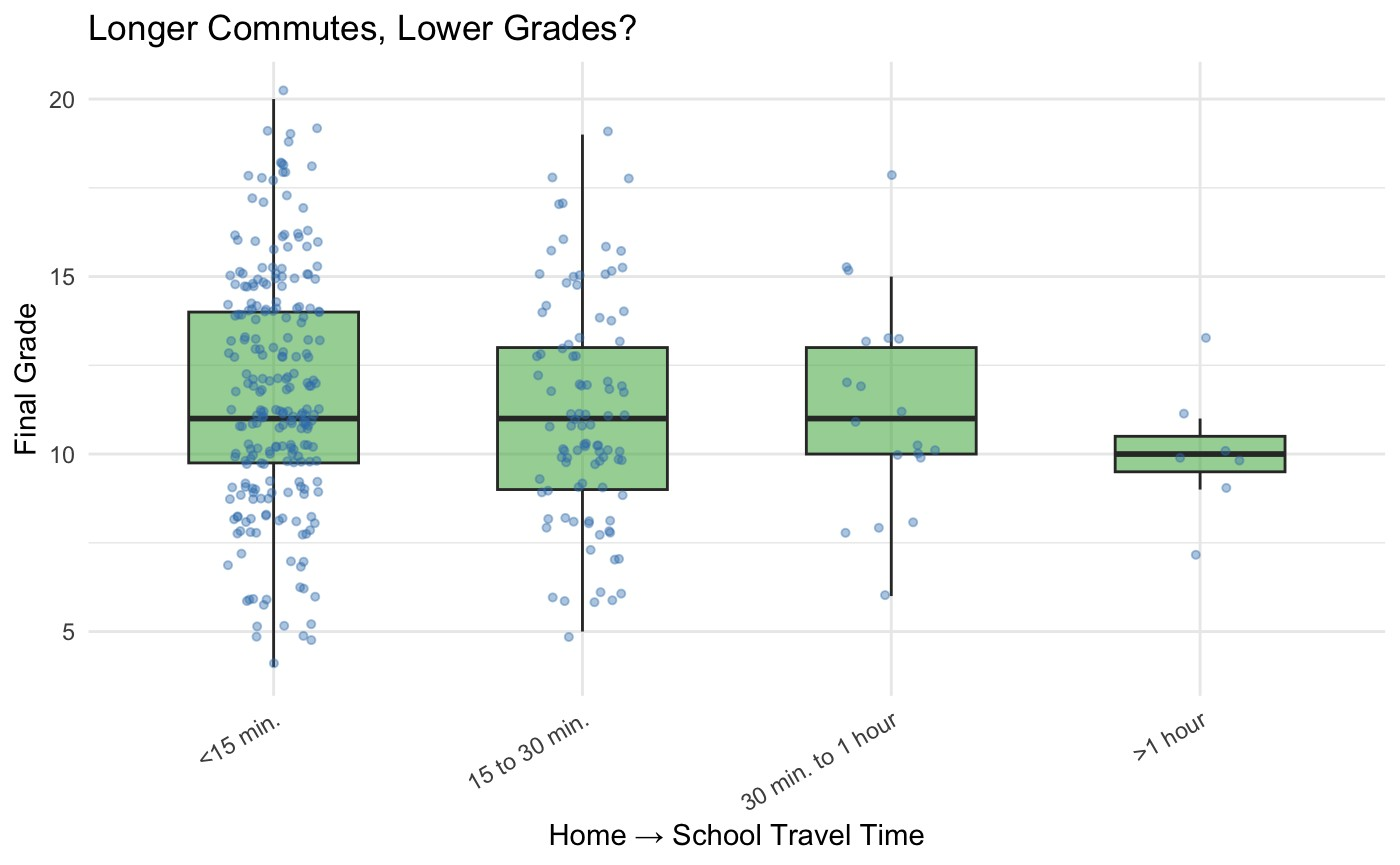 Longer Commutes, Lower Grades?
Final Grade
20
15
10
5
<15 min.
15 to 30 min.
30 min. to 1 hour
>1 hour
Home → School Travel Time